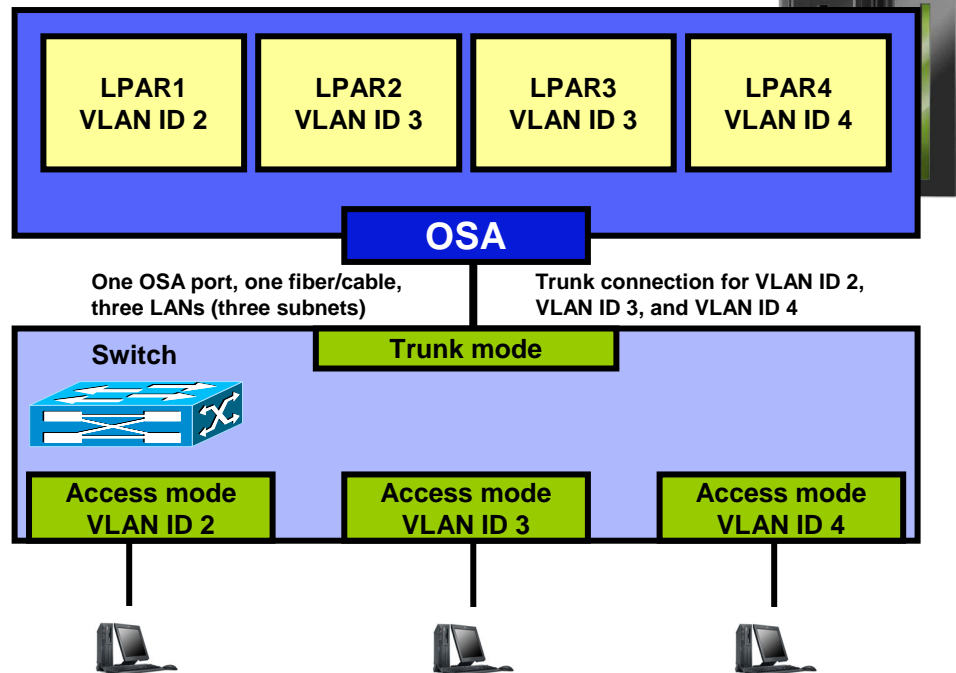 LPAR1
VLAN ID 2
LPAR2
VLAN ID 3
LPAR3
VLAN ID 3
LPAR4
VLAN ID 4
OSA
One OSA port, one fiber/cable,
three LANs (three subnets)
Trunk connection for VLAN ID 2,
VLAN ID 3, and VLAN ID 4
Switch
Trunk mode
Access mode
VLAN ID 2
Access mode
VLAN ID 3
Access mode
VLAN ID 4